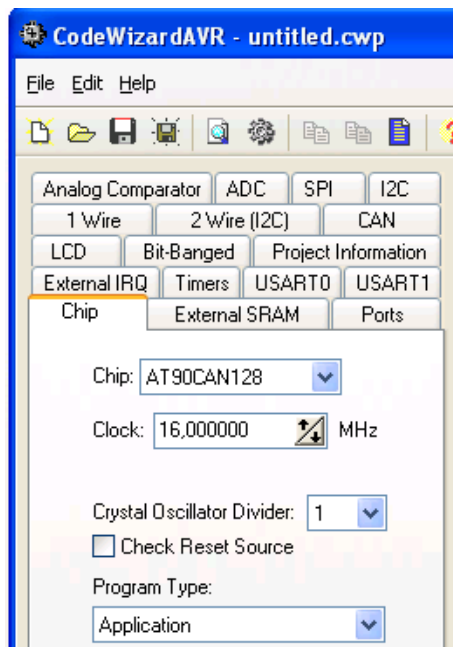 CodeWizardAVR - untitled.cwp
File Edit Help
Analog Comparator ADC SPI I2C
1 Wire 2 Wire (I2C) CAN
LCD Bit-Banged Project Information
External IRQ Timers USART0 USART1
Chip External SRAM Ports
Chip: AT90CAN128
Clock: 16,000000 MHz
Crystal Oscillator Divider: 1
Check Reset Source
Program Type:
Application